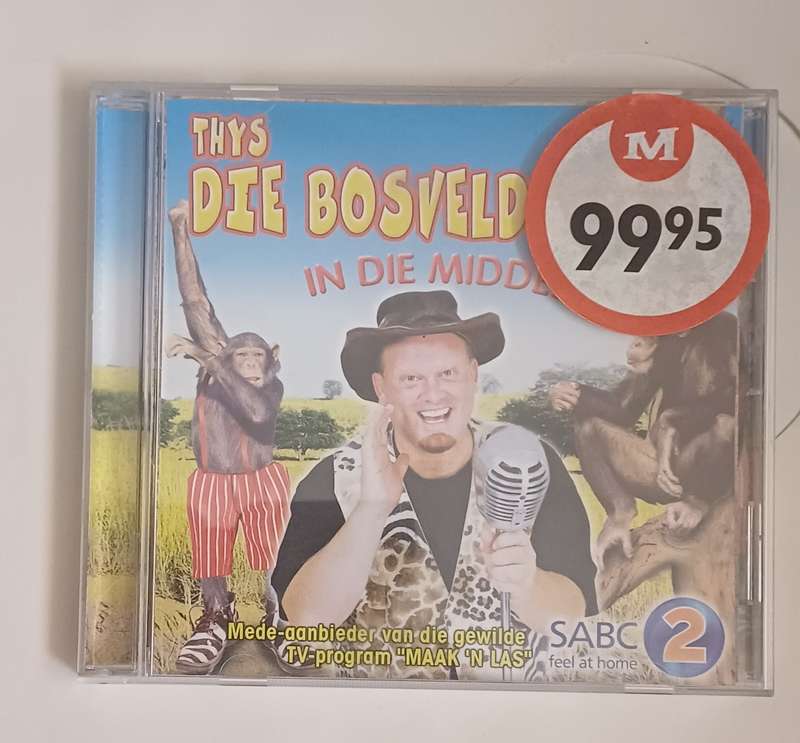 THYS
DIE BOSVELD
IN DIE
M
99 95
Mede-aanbieder van die gewilde
TV-program "MAAK 'N LAS"
SABC 2
feel at home